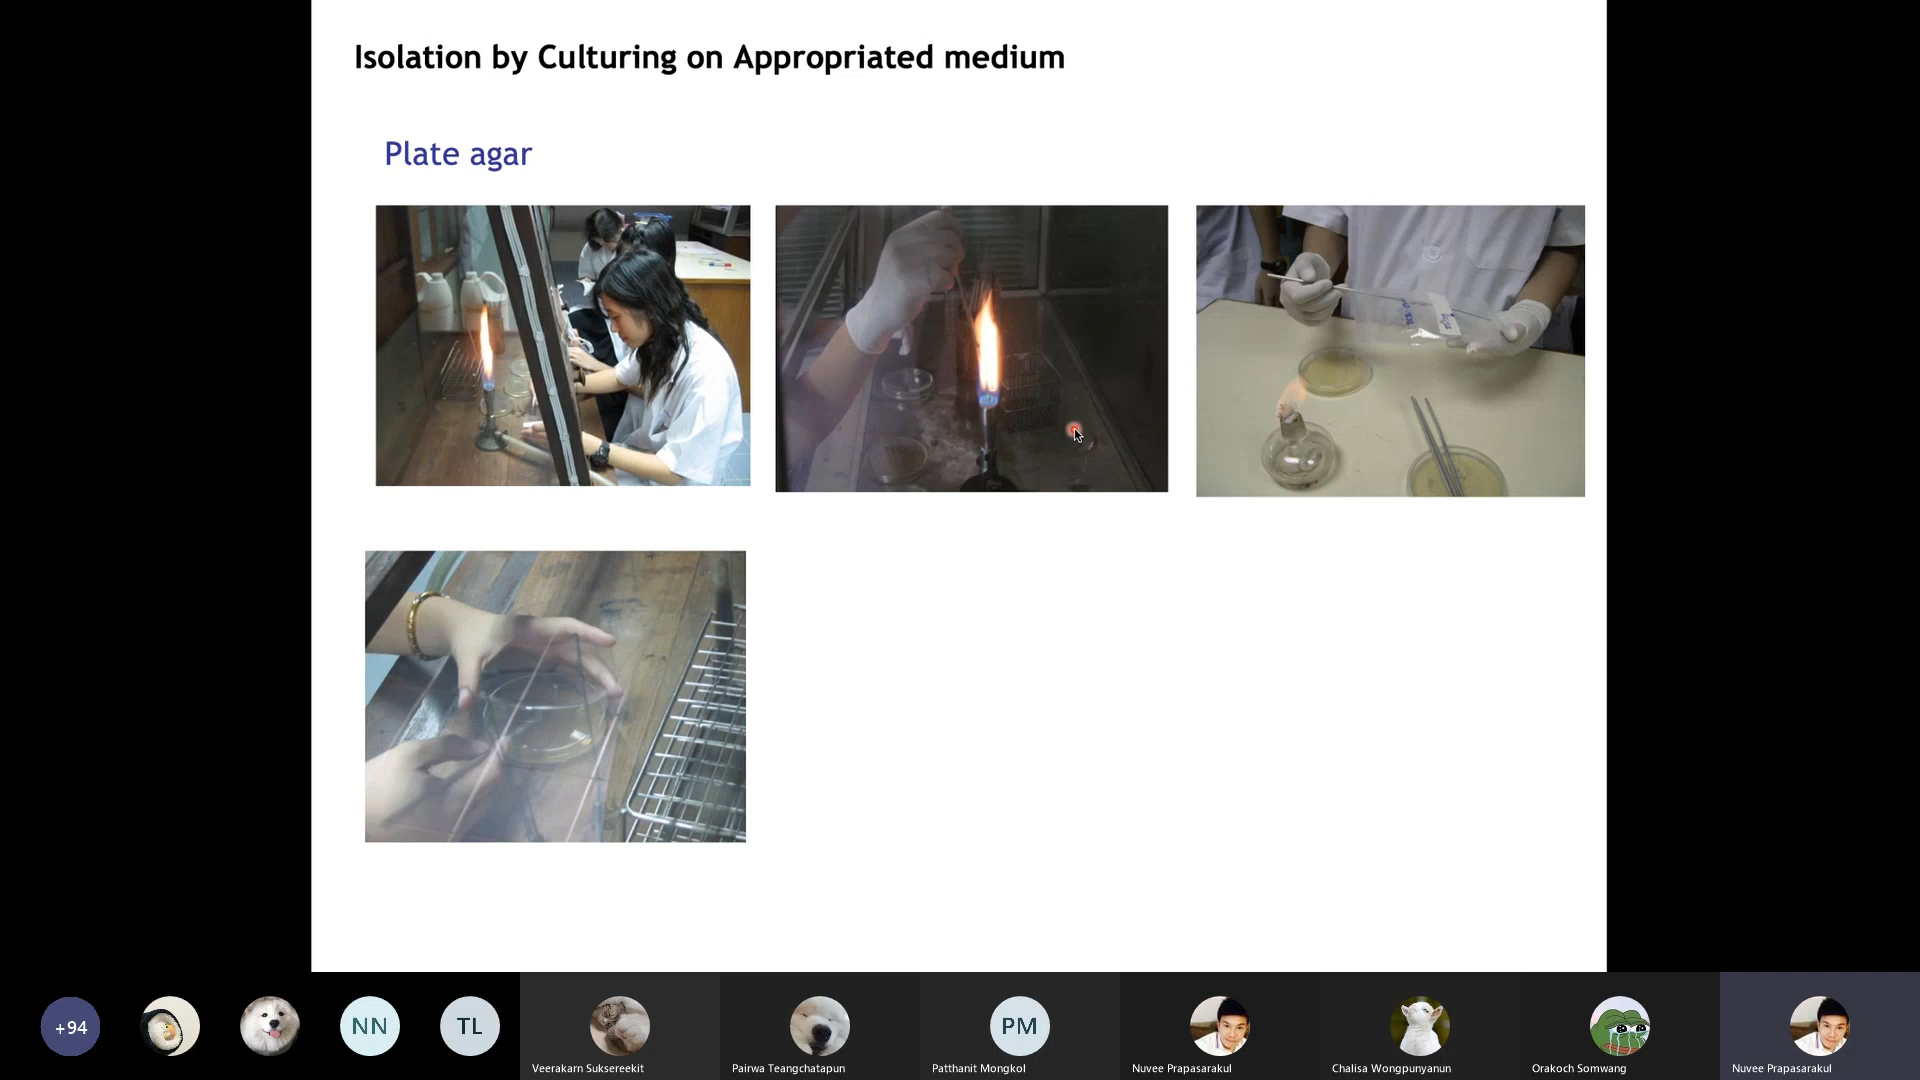 Isolation by Culturing on Appropriated medium
Plate agar
+94
NN
TL
Veerakarn Suksereekit
Pairwa Teangchatapun
PM
Patthanit Mongkol
Nuvee Prapasarakul
Chalisa Wongpunyanun
Orakoch Somwang
Nuvee Prapasarakul